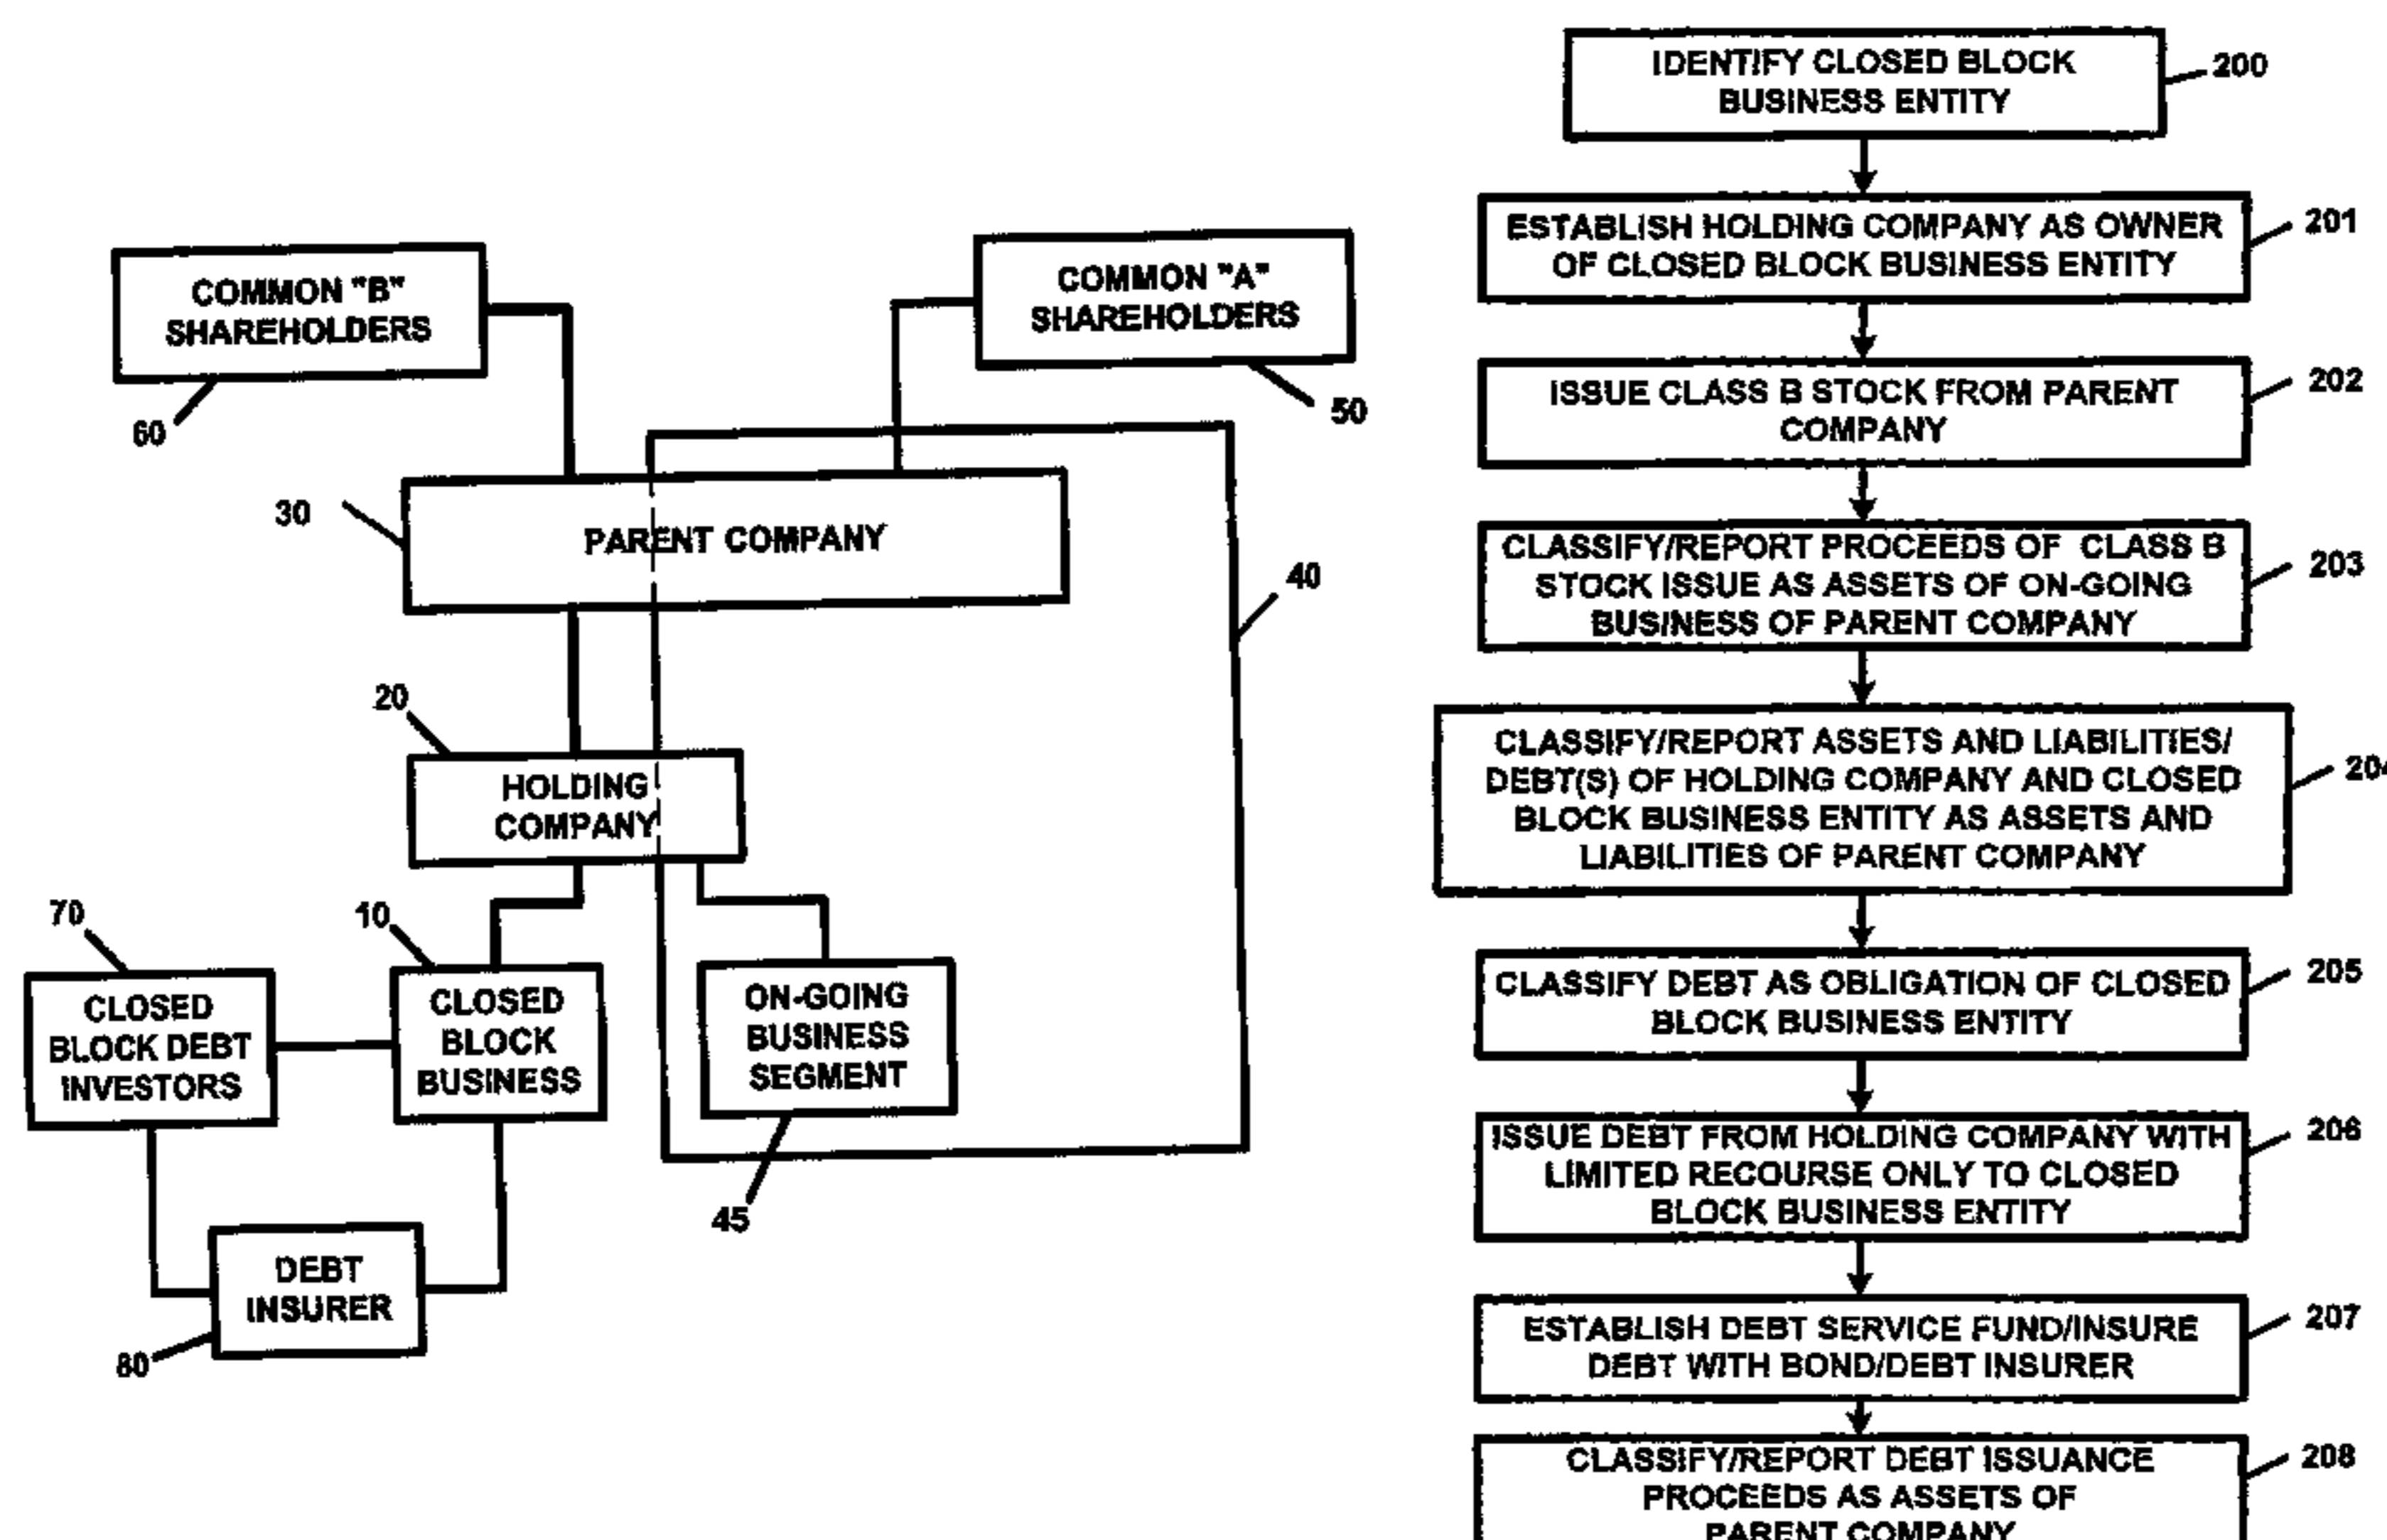 COMMON "B"
SHAREHOLDERS
60
COMMON "A"
SHAREHOLDERS
50
30
PARENT COMPANY
40
20
HOLDING
COMPANY
70
10
CLOSED
BLOCK DEBT
INVESTORS
CLOSED
BLOCK
BUSINESS
ON-GOING
BUSINESS
SEGMENT
45
DEBT
INSURER
80
IDENTIFY CLOSED BLOCK
BUSINESS ENTITY
200
ESTABLISH HOLDING COMPANY AS OWNER
OF CLOSED BLOCK BUSINESS ENTITY
201
ISSUE CLASS B STOCK FROM PARENT
COMPANY
202
CLASSIFY/REPORT PROCEEDS OF CLASS B
STOCK ISSUE AS ASSETS OF ON-GOING
BUSINESS OF PARENT COMPANY
203
CLASSIFY/REPORT ASSETS AND LIABILITIES/
DEBT(S) OF HOLDING COMPANY AND CLOSED
BLOCK BUSINESS ENTITY AS ASSETS AND
LIABILITIES OF PARENT COMPANY
204
CLASSIFY DEBT AS OBLIGATION OF CLOSED
BLOCK BUSINESS ENTITY
205
ISSUE DEBT FROM HOLDING COMPANY WITH
LIMITED RECOURSE ONLY TO CLOSED
BLOCK BUSINESS ENTITY
206
ESTABLISH DEBT SERVICE FUND/INSURE
DEBT WITH BOND/DEBT INSURER
207
CLASSIFY/REPORT DEBT ISSUANCE
PROCEEDS AS ASSETS OF
PARENT COMPANY
208